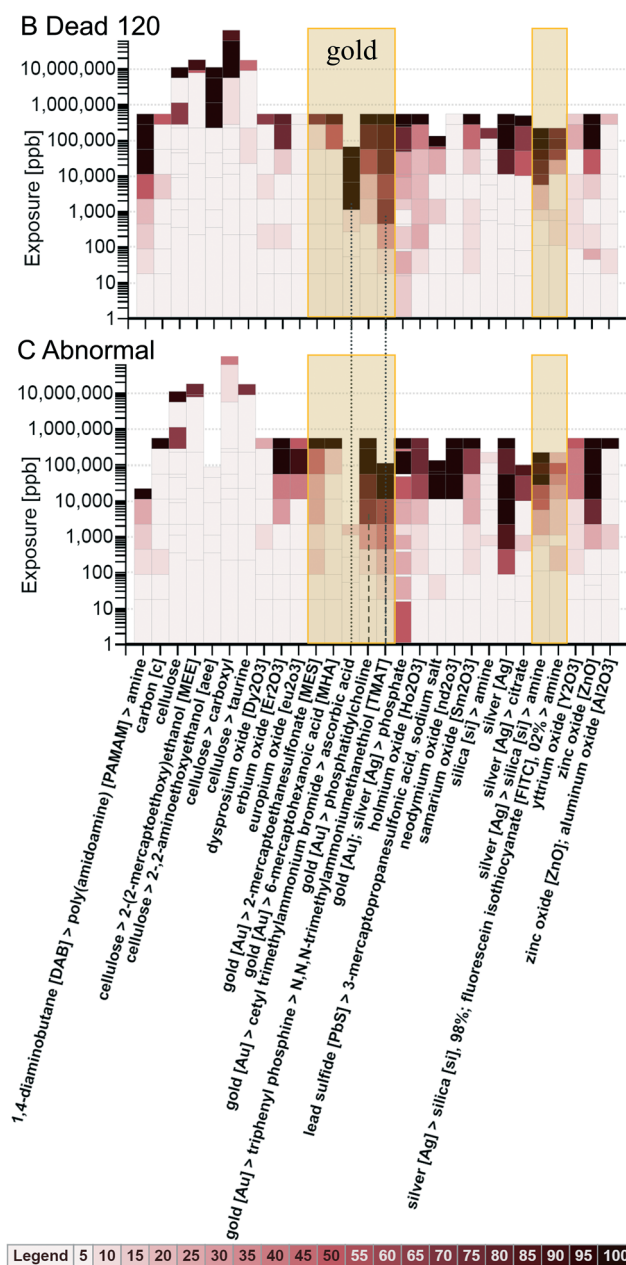 B Dead 120
gold
Exposure [ppb]
10,000,000
1,000,000
100,000
10,000
1,000
100
10
1
C Abnormal
Exposure [ppb]
10,000,000
1,000,000
100,000
10,000
1,000
100
10
1
1,4-diaminobutane [DAB] > poly(amidoamine) [PAMAM] > amine
carbon [c]
cellulose
cellulose > 2-(2-mercaptoethoxy)ethanol [MEE]
cellulose > 2-,2-aminoethoxyethanol [aee]
cellulose > carboxyl
cellulose > taurine
dysprosium oxide [Dy2O3]
erbium oxide [Er2O3]
europium oxide [eu2o3]
gold [Au] > 2-mercaptoethanesulfonate [MES]
gold [Au] > 6-mercaptohexanoic acid [MHA]
gold [Au] > cetyl trimethylammonium bromide > ascorbic acid
gold [Au] > phosphatidylcholine
gold [Au] > triphenyl phosphine > N,N,N-trimethylammoniumethanethiol [TMAT]
gold [Au]; silver [Ag] > phosphate
holmium oxide [Ho2O3]
lead sulfide [PbS] > 3-mercaptopropanesulfonic acid, sodium salt
neodymium oxide [nd2o3]
samarium oxide [Sm2O3]
silica [si] > amine
silver [Ag]
silver [Ag] > citrate
silver [Ag] > silica [si] > amine
silver [Ag] > silica [si], 98%; fluorescein isothiocyanate [FITC], 02% > amine
yttrium oxide [Y2O3]
zinc oxide [ZnO]
zinc oxide [ZnO]; aluminum oxide [Al2O3]
Legend 5 10 15 20 25 30 35 40 45 50 55 60 65 70 75 80 85 90 95 100